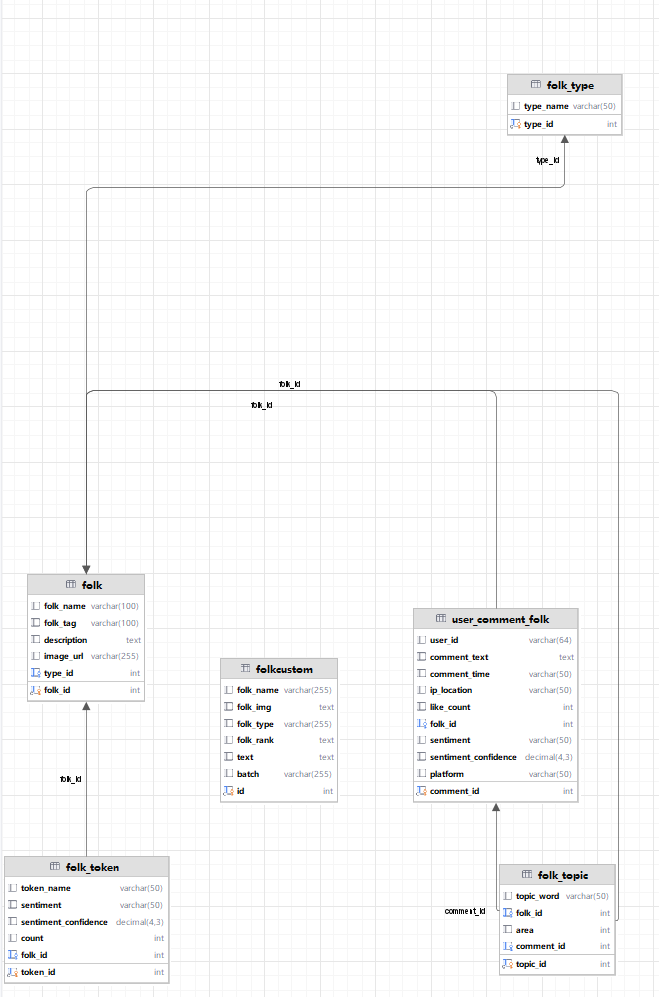 folk_type
type_name varchar(50)
type_id int
type_id
folk_id
folk_id
folk
folk_name varchar(100)
folk_tag varchar(100)
description text
image_url varchar(255)
type_id int
folk_id int
user_comment_folk
user_id varchar(64)
comment_text text
comment_time varchar(50)
ip_location varchar(50)
like_count int
folk_id int
sentiment varchar(50)
sentiment_confidence decimal(4,3)
platform varchar(50)
comment_id int
folkcustom
folk_name varchar(255)
folk_img text
folk_type varchar(255)
folk_rank text
text text
batch varchar(255)
id int
folk_id
folk_token
token_name varchar(50)
sentiment varchar(50)
sentiment_confidence decimal(4,3)
count int
folk_id int
token_id int
comment_id
folk_topic
topic_word varchar(50)
folk_id int
area int
comment_id int
topic_id int